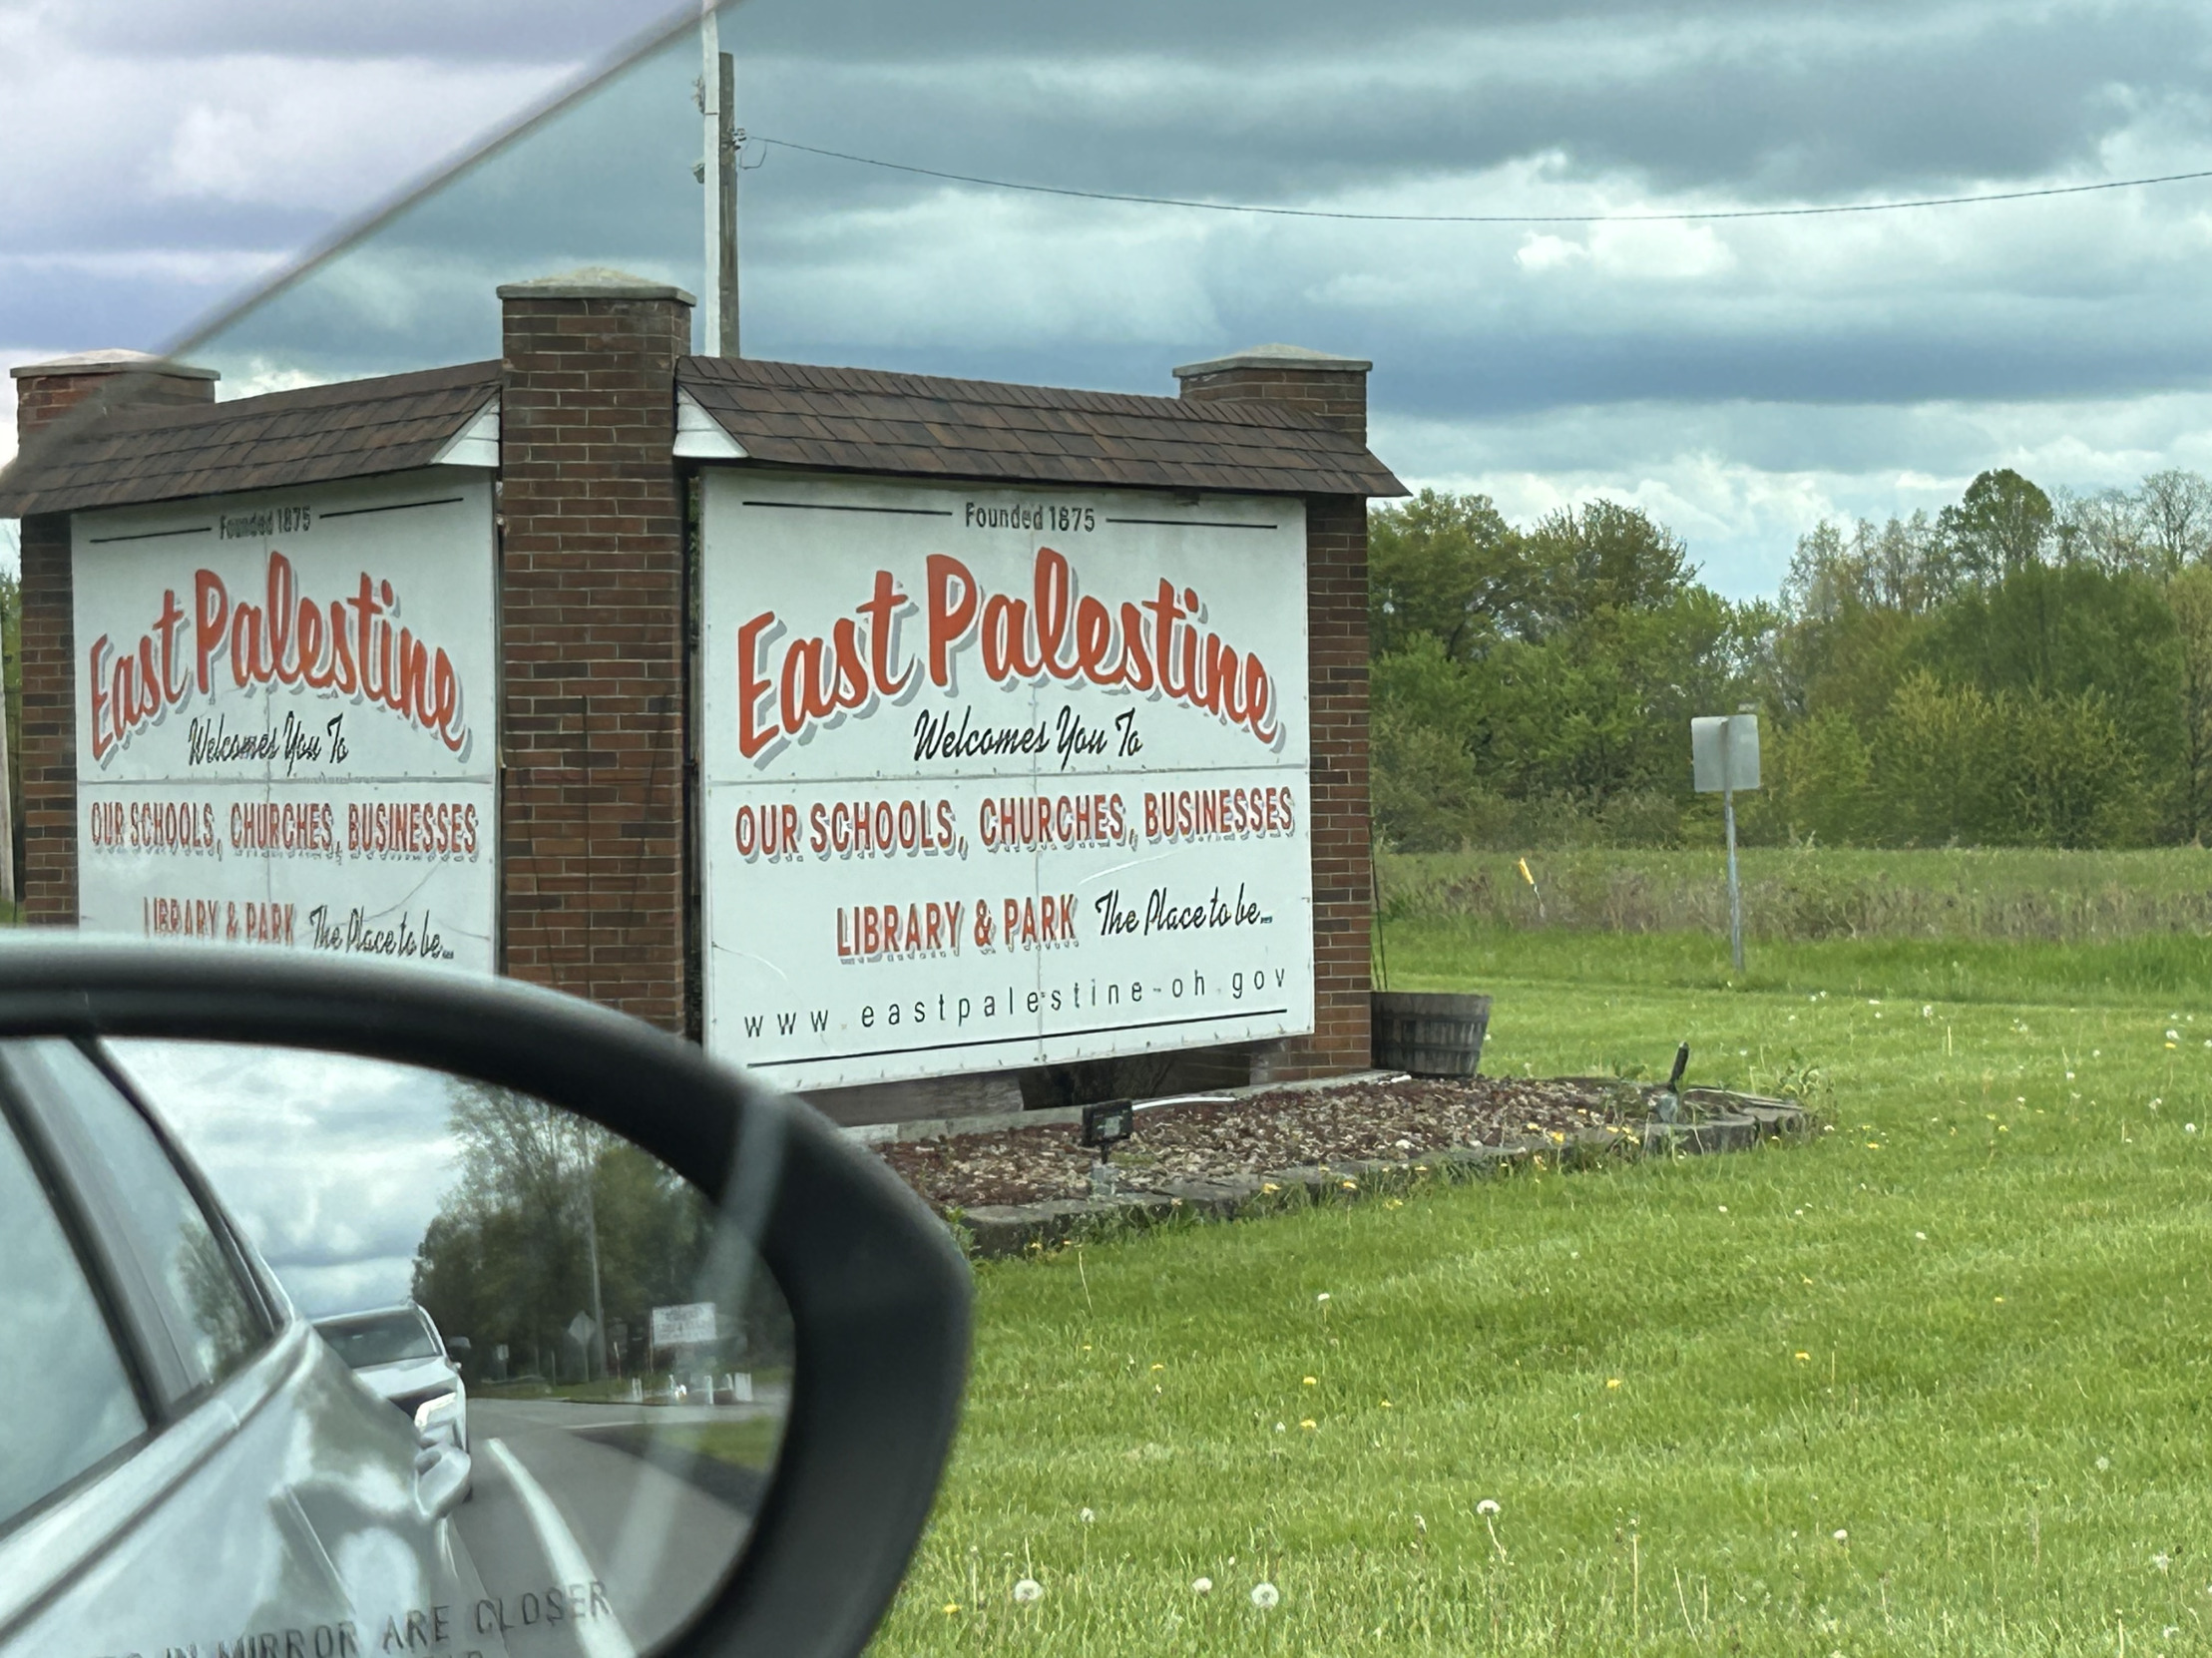 Founded 1875
East Palestine
Welcomes You To
OUR SCHOOLS, CHURCHES, BUSINESSES
LIBRARY & PARK The Place to be...
Founded 1875
East Palestine
Welcomes You To
OUR SCHOOLS, CHURCHES, BUSINESSES
LIBRARY & PARK The Place to be...
www.eastpalestine-oh.gov
IN MIRROR ARE CLOSER